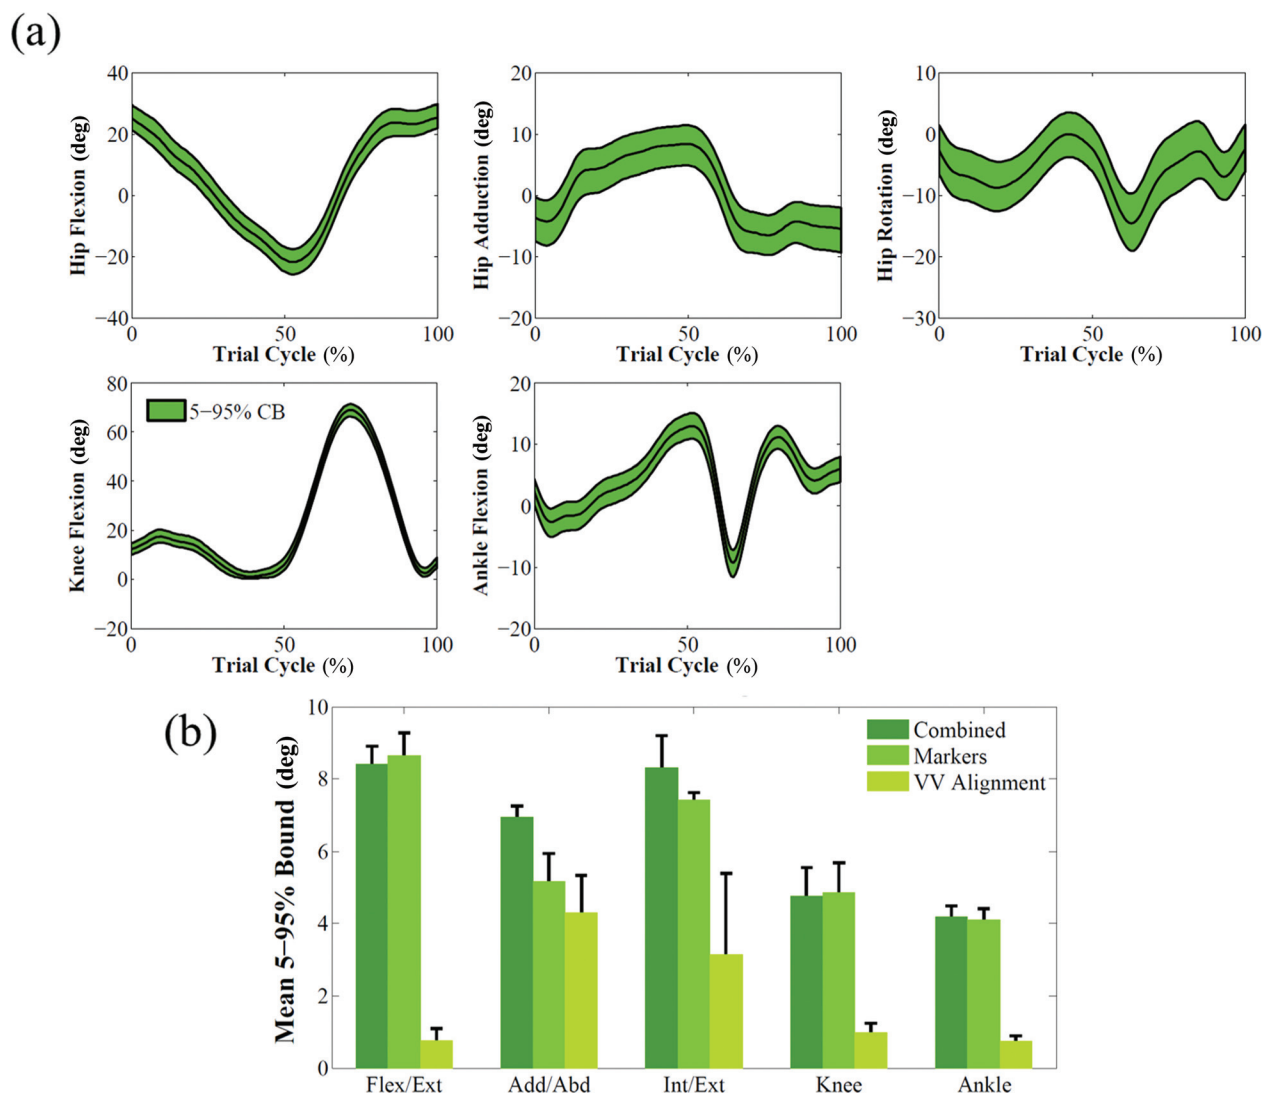 (a)
40
20
0
−20
−40
Hip Flexion (deg)
0 50 100
Trial Cycle (%)
20
10
0
−10
−20
Hip Adduction (deg)
0 50 100
Trial Cycle (%)
10
0
−10
−20
−30
Hip Rotation (deg)
0 50 100
Trial Cycle (%)
80
60
40
20
0
−20
Knee Flexion (deg)
5−95% CB
0 50 100
Trial Cycle (%)
20
10
0
−10
−20
Ankle Flexion (deg)
0 50 100
Trial Cycle (%)
(b)
10
8
6
4
2
0
Mean 5−95% Bound (deg)
Combined
Markers
VV Alignment
Flex/Ext Add/Abd Int/Ext Knee Ankle